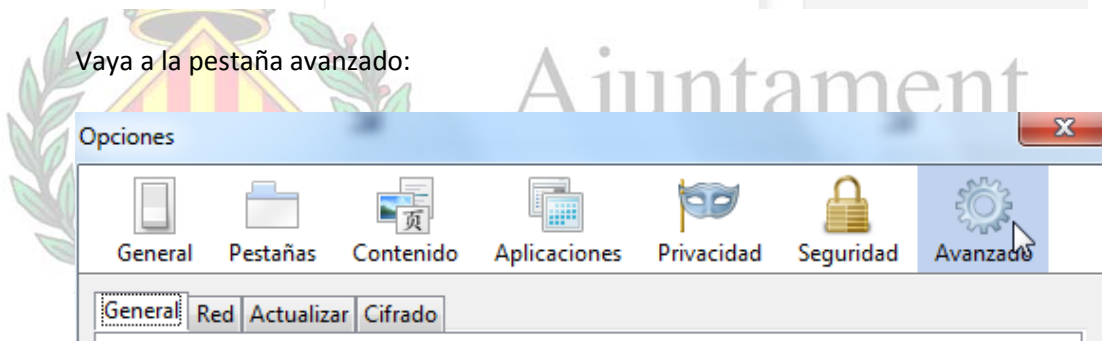 Vaya a la pestaña avanzado:
Ajuntament
Opciones
General Pestañas Contenido Aplicaciones Privacidad Seguridad Avanzado
General Red Actualizar Cifrado